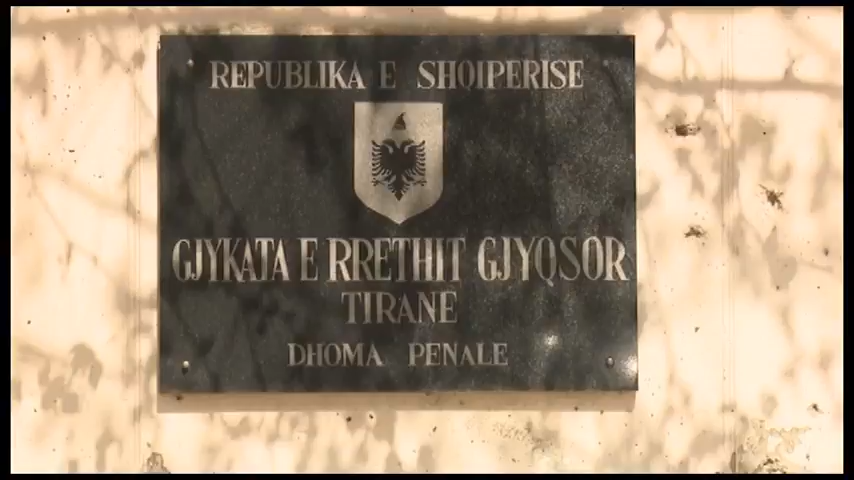 REPUBLIKA E SHQIPERISE
GJYKATA E RRETHIT GJYQSOR
TIRANE
DHOMA PENALE